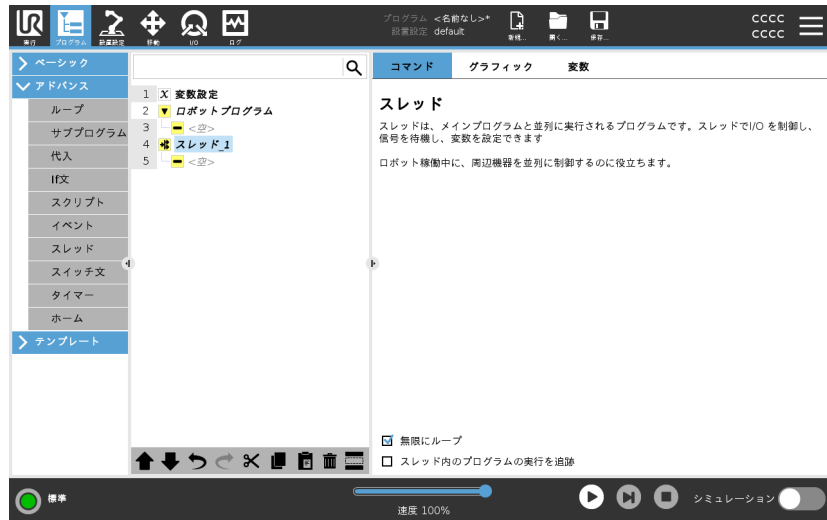 UR
実行
プログラム
設置設定
移動
I/O
ログ
プログラム <名前なし>*
設置設定 default
新規...
開く...
保存...
CCCC
CCCC
ベーシック
アドバンス
ループ
サブプログラム
代入
If文
スクリプト
イベント
スレッド
スイッチ文
タイマー
ホーム
テンプレート
1 X 変数設定
2 ロボットプログラム
3 <空>
4 スレッド_1
5 <空>
コマンド グラフィック 変数
スレッド
スレッドは、メインプログラムと並列に実行されるプログラムです。スレッドでI/O を制御し、
信号を待機し、変数を設定できます
ロボット稼働中に、周辺機器を並列に制御するのに役立ちます。
無限にループ
スレッド内のプログラムの実行を追跡
標準
速度 100%
シミュレーション